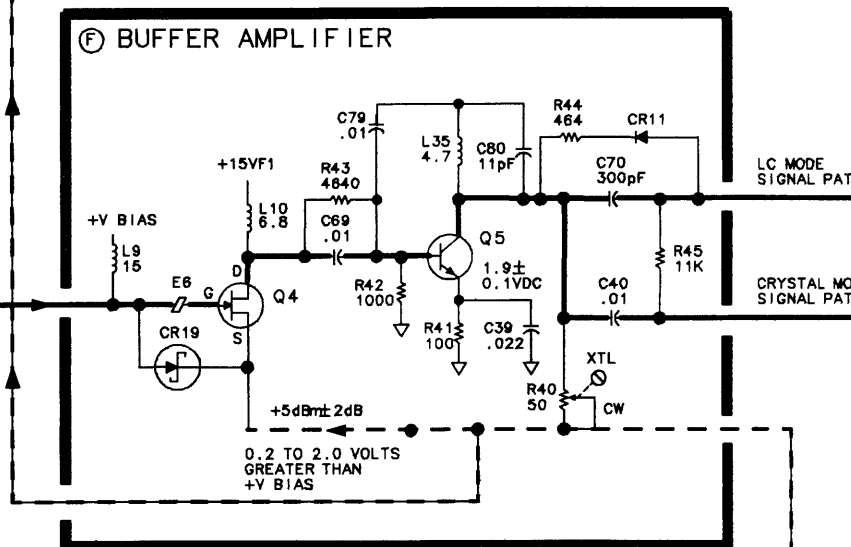 F BUFFER AMPLIFIER
R44
464
CR11
C79
.01
L35
4.7
C80
11pF
C70
300pF
LC MODE
SIGNAL PAT
+15VF1
R43
4640
L10
6.8
C69
.01
+V BIAS
L9
15
Q5
R45
11K
E6
D
G
Q4
S
R42
1000
1.9±
0.1VDC
C40
.01
CRYSTAL MO
SIGNAL PAT
CR19
R41
100
C39
.022
XTL
R40
50
CW
+5dBm±2dB
0.2 TO 2.0 VOLTS
GREATER THAN
+V BIAS